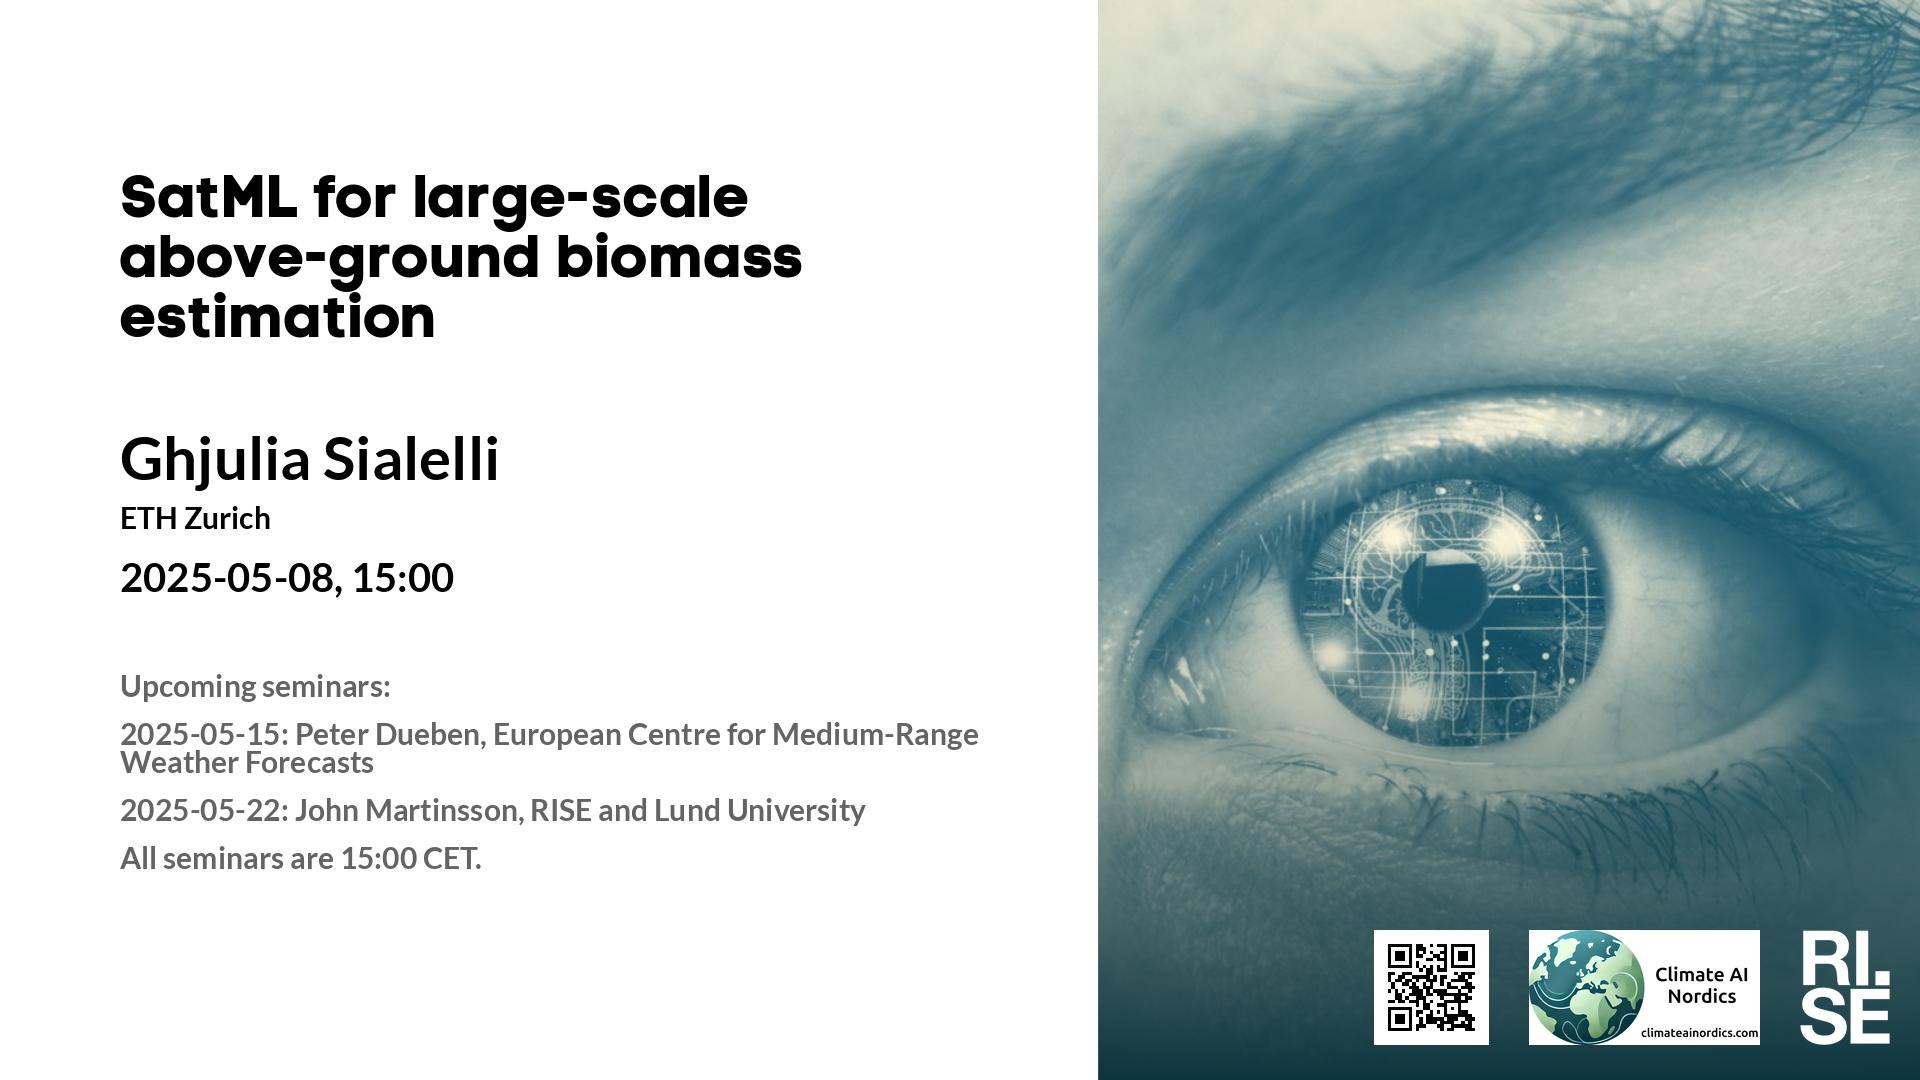 SatML for large-scale
above-ground biomass
estimation
Ghjulia Sialelli
ETH Zurich
2025-05-08, 15:00
Upcoming seminars:
2025-05-15: Peter Dueben, European Centre for Medium-Range
Weather Forecasts
2025-05-22: John Martinsson, RISE and Lund University
All seminars are 15:00 CET.
Climate AI
Nordics
climateainordics.com
RI.
SE